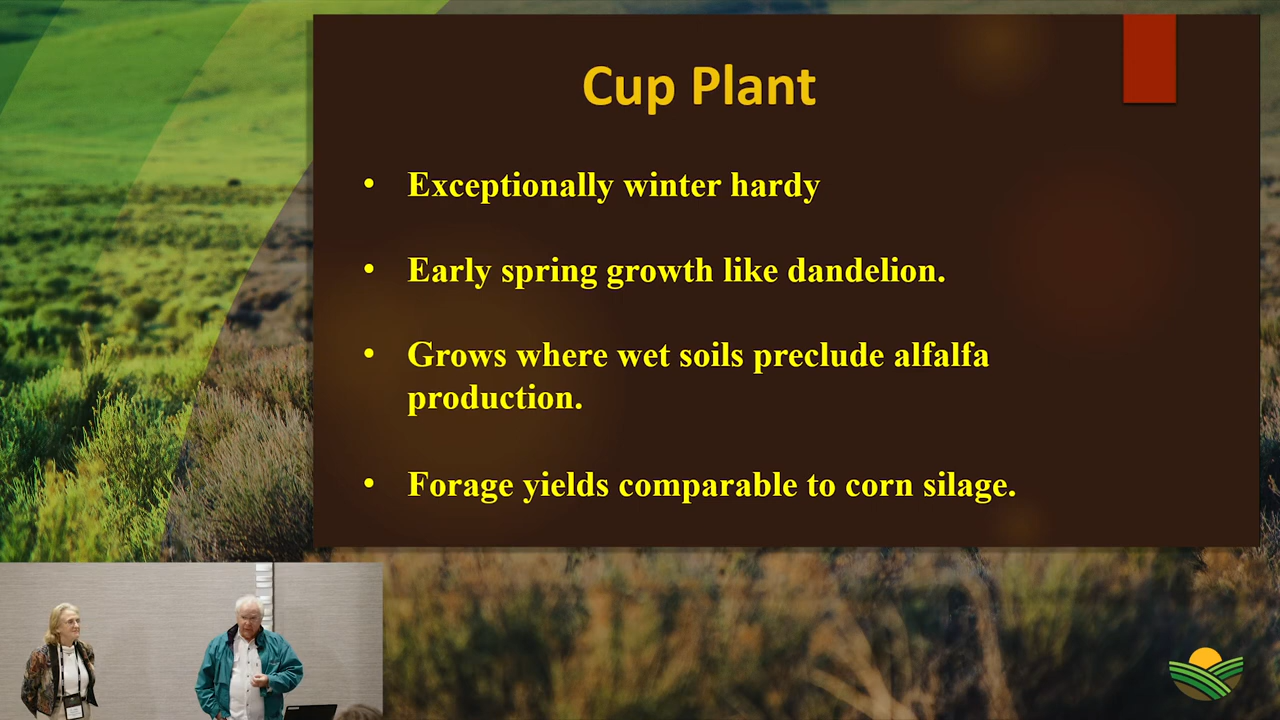 Cup Plant
• Exceptionally winter hardy
• Early spring growth like dandelion.
• Grows where wet soils preclude alfalfa
production.
• Forage yields comparable to corn silage.